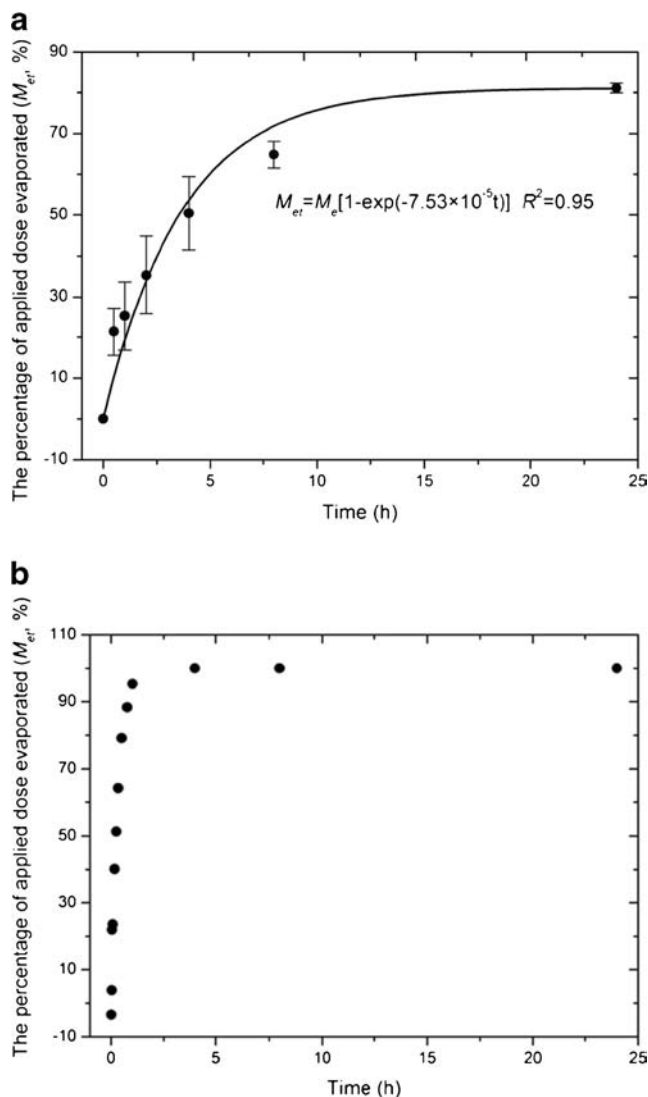 a
90
70
50
30
10
-10
The percentage of applied dose evaporated (Met, %)
Met=Me[1-exp(-7.53×10-5t)] R2=0.95
0 5 10 15 20 25
Time (h)
b
110
90
70
50
30
10
-10
The percentage of applied dose evaporated (Met, %)
0 5 10 15 20 25
Time (h)